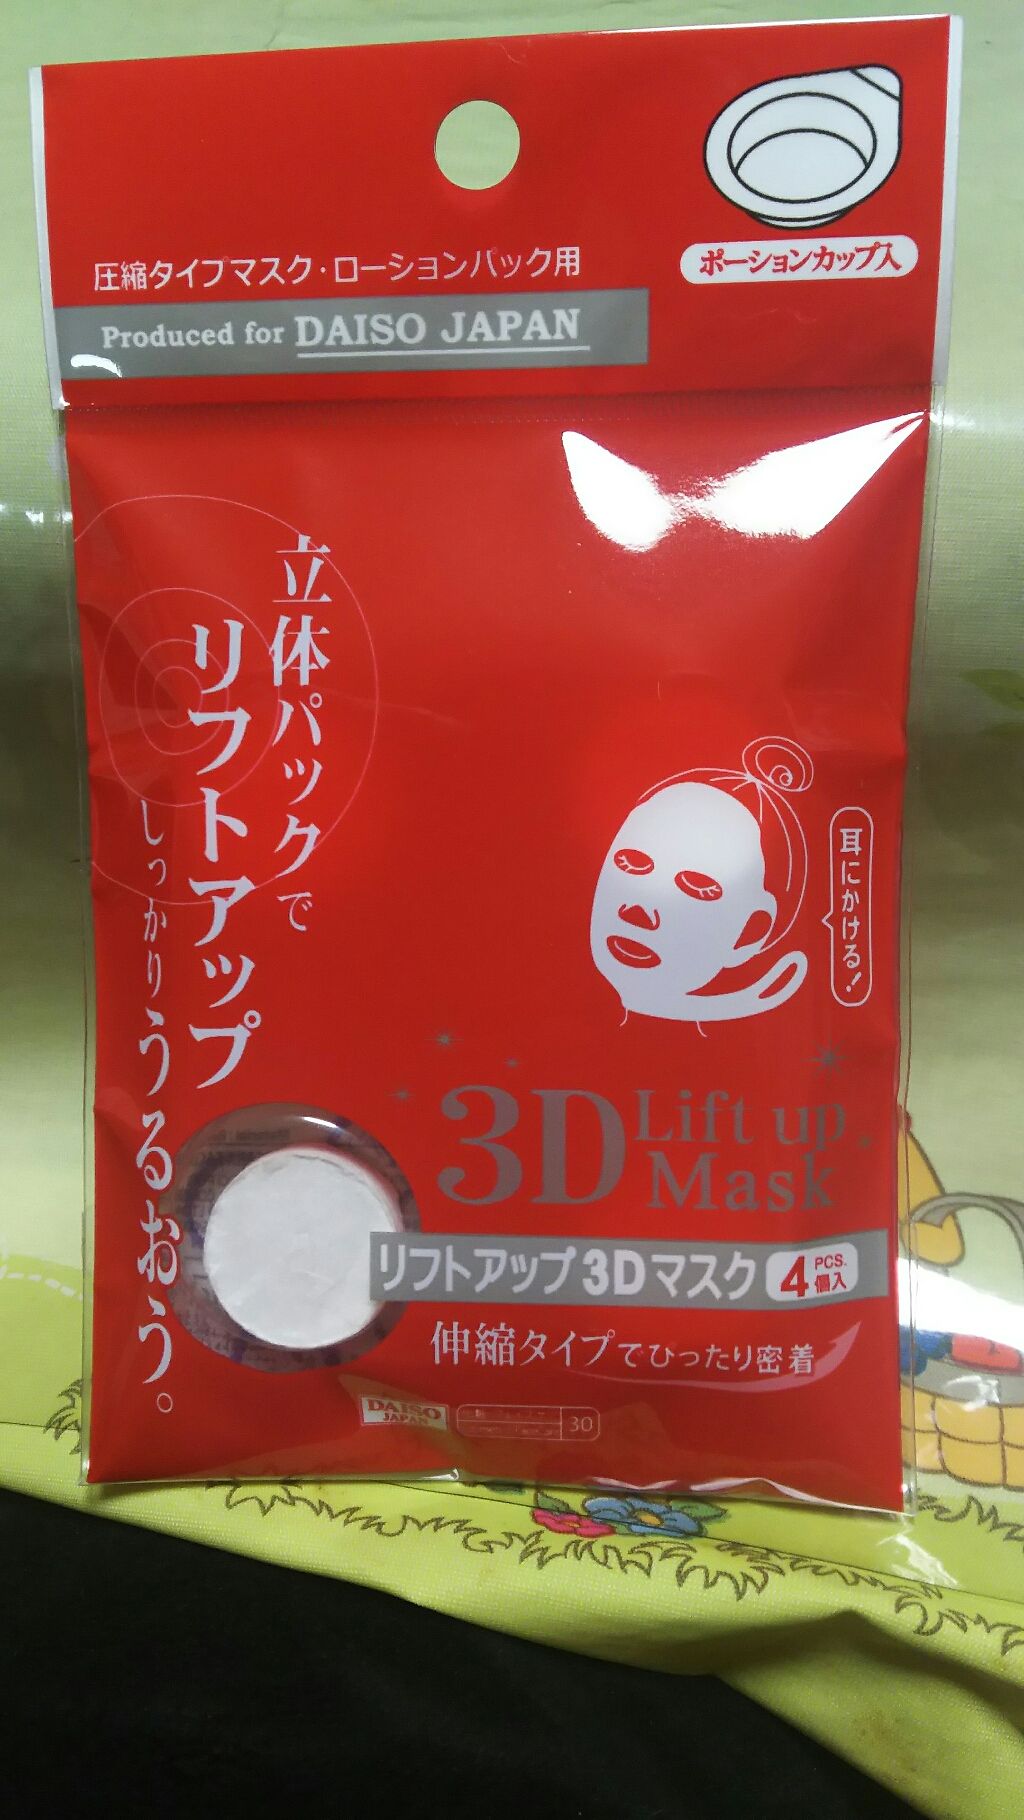 圧縮タイプマスク・ローションパック用
ポーションカップ入
Produced for DAISO JAPAN
立体パックで
リフトアップ
しっかりうるおう。
耳にかける!
3D Lift up
Mask
リフトアップ3Dマスク 4 PCS.
個入
伸縮タイプでひったり密着
DAISO
JAPAN
30